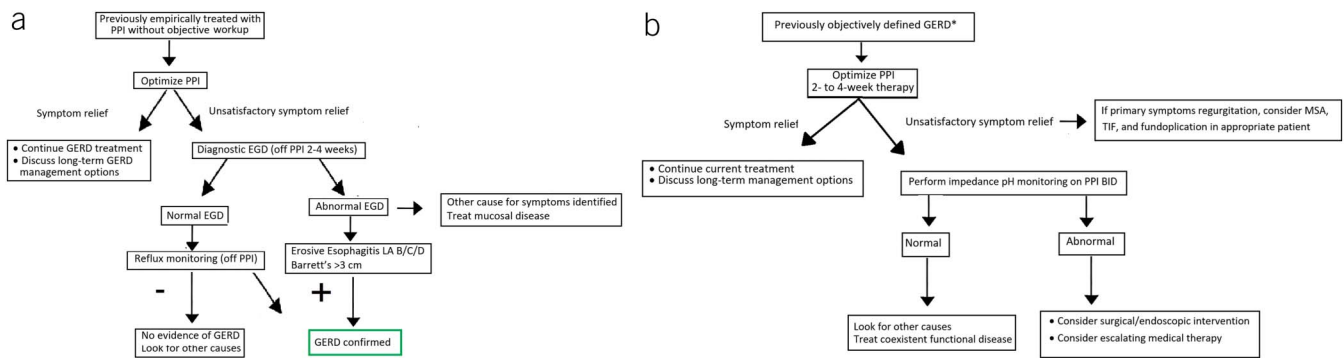 a
Previously empirically treated with
PPI without objective workup
Optimize PPI
Symptom relief
Unsatisfactory symptom relief
• Continue GERD treatment
• Discuss long-term GERD
management options
Diagnostic EGD (off PPI 2-4 weeks)
Normal EGD
Abnormal EGD
Other cause for symptoms identified
Treat mucosal disease
Reflux monitoring (off PPI)
Erosive Esophagitis LA B/C/D
Barrett's >3 cm
-
+
No evidence of GERD
Look for other causes
GERD confirmed
b
Previously objectively defined GERD*
Optimize PPI
2- to 4-week therapy
Symptom relief
Unsatisfactory symptom relief
If primary symptoms regurgitation, consider MSA,
TIF, and fundoplication in appropriate patient
• Continue current treatment
• Discuss long-term management options
Perform impedance pH monitoring on PPI BID
Normal
Abnormal
Look for other causes
Treat coexistent functional disease
• Consider surgical/endoscopic intervention
• Consider escalating medical therapy